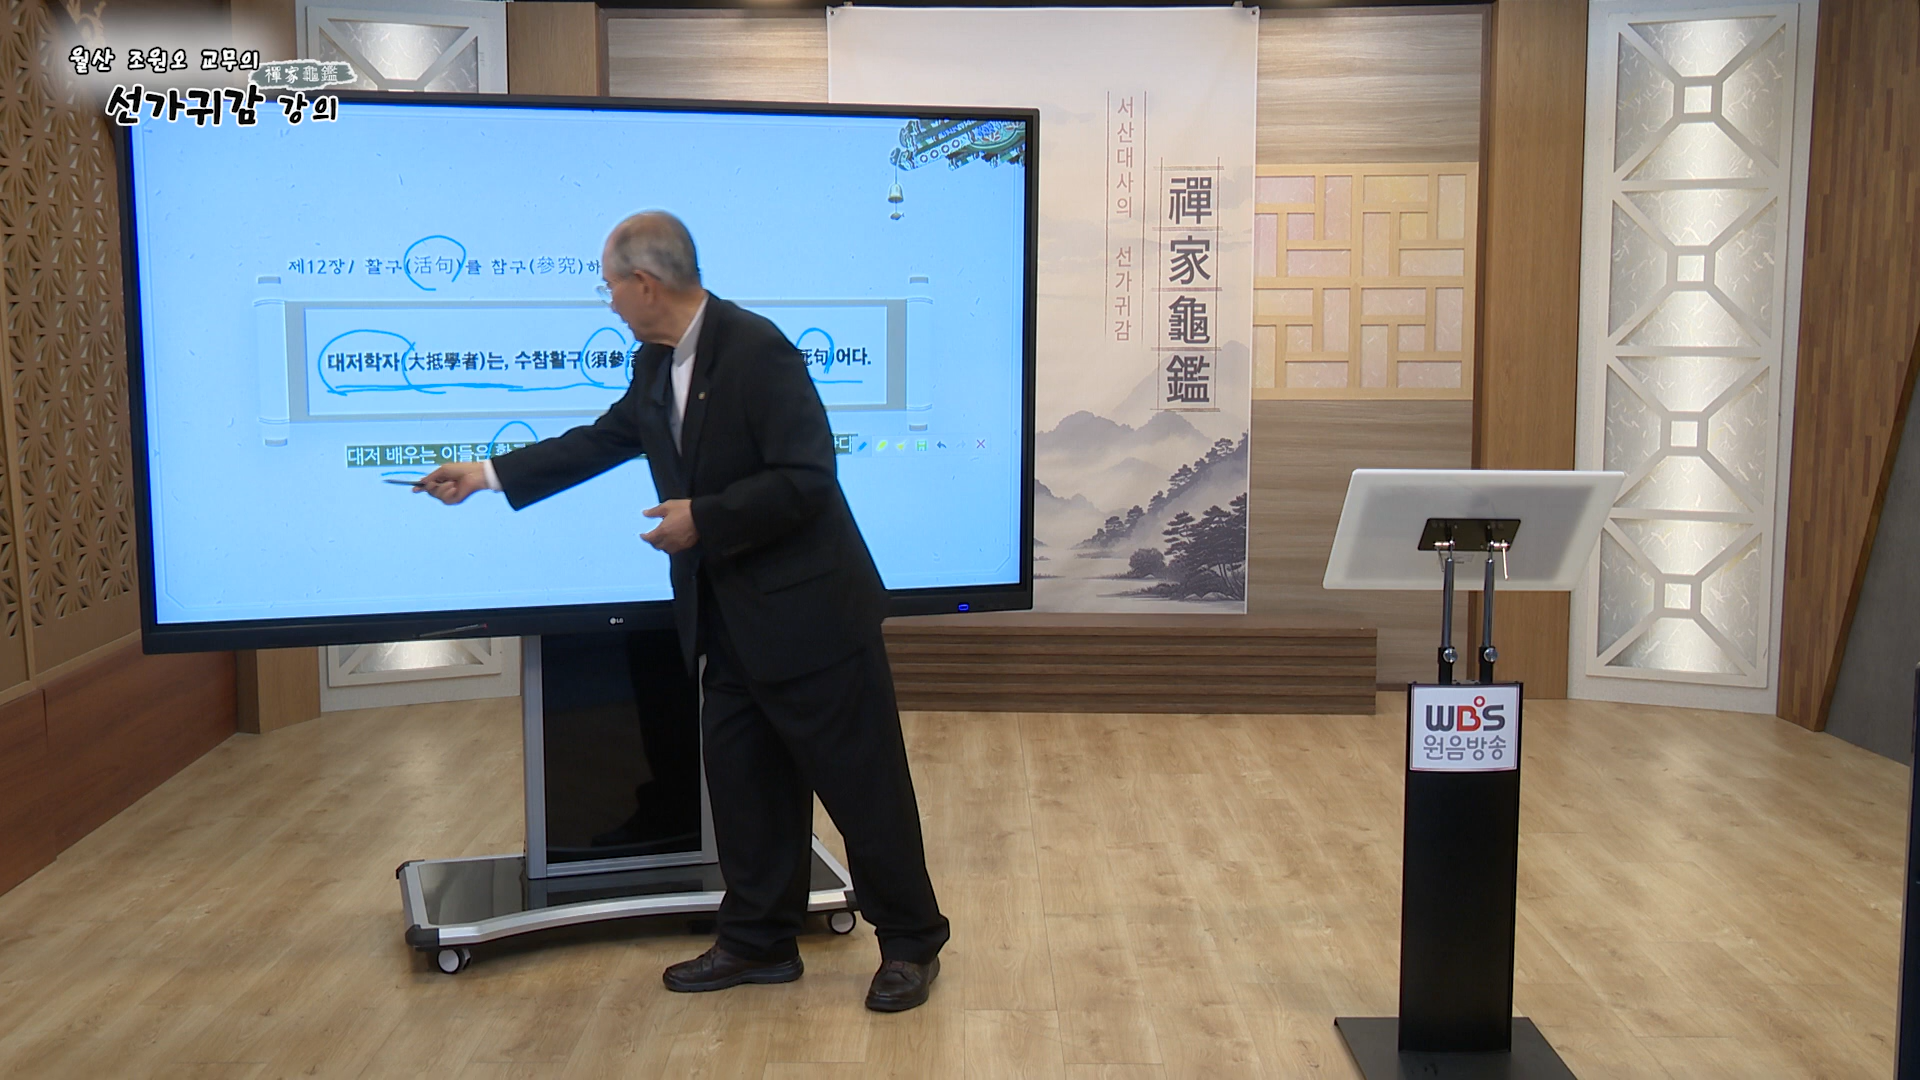 월산 조원오 교무의
선가귀감 강의
禪家龜鑑
제12장/ 활구(活句)를 참구(參究)하
대저학자(大抵學者)는, 수참활구(須參 句)어다.
대저 배우는 이들은
LG
서산대사의 선가귀감
禪家龜鑑
WBS
원음방송